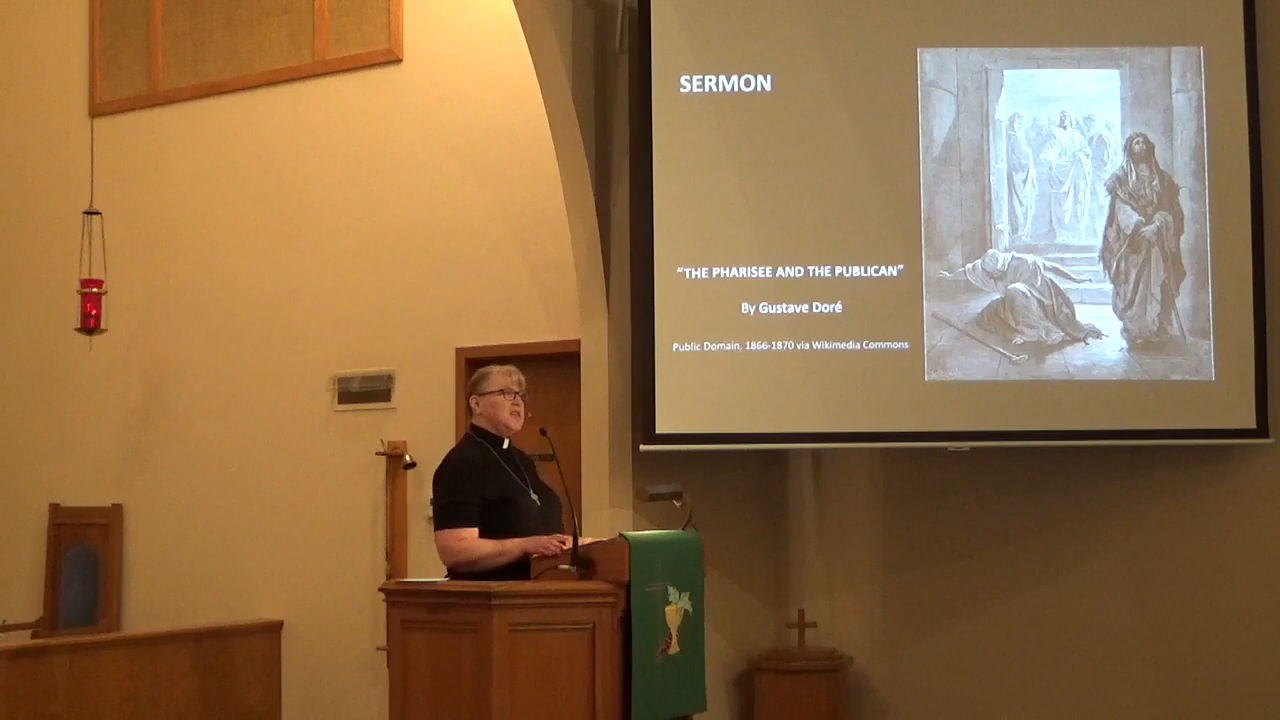 SERMON
“THE PHARISEE AND THE PUBLICAN”
By Gustave Doré
Public Domain, 1866-1870 via Wikimedia Commons